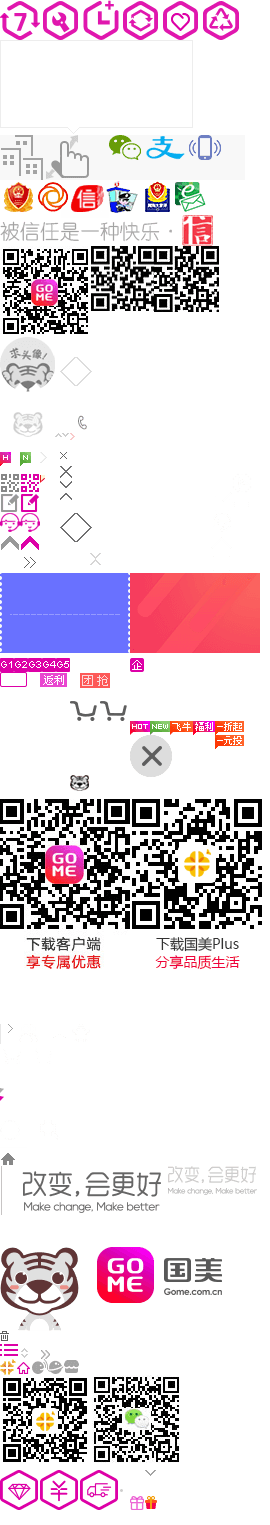 7
被信任是一种快乐 · 信
GO
ME
求头像!
H N
G1G2G3G4G5 企
返利 团 抢
HOT NEW 飞牛 福利 一折起
一元投
GO
ME
下载客户端 下载国美Plus
享专属优惠 分享品质生活
改变,会更好 改变,会更好
Make change, Make better Make change, Make better
GO
ME
国美
Gome.com.cn
¥